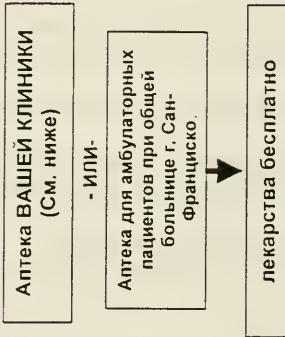 Аптека ВАШЕЙ КЛИНИКИ
(См. ниже)
- ИЛИ-
Аптека для амбулаторных
пациентов при общей
больнице г. Сан-
Франциско.
лекарства бесплатно